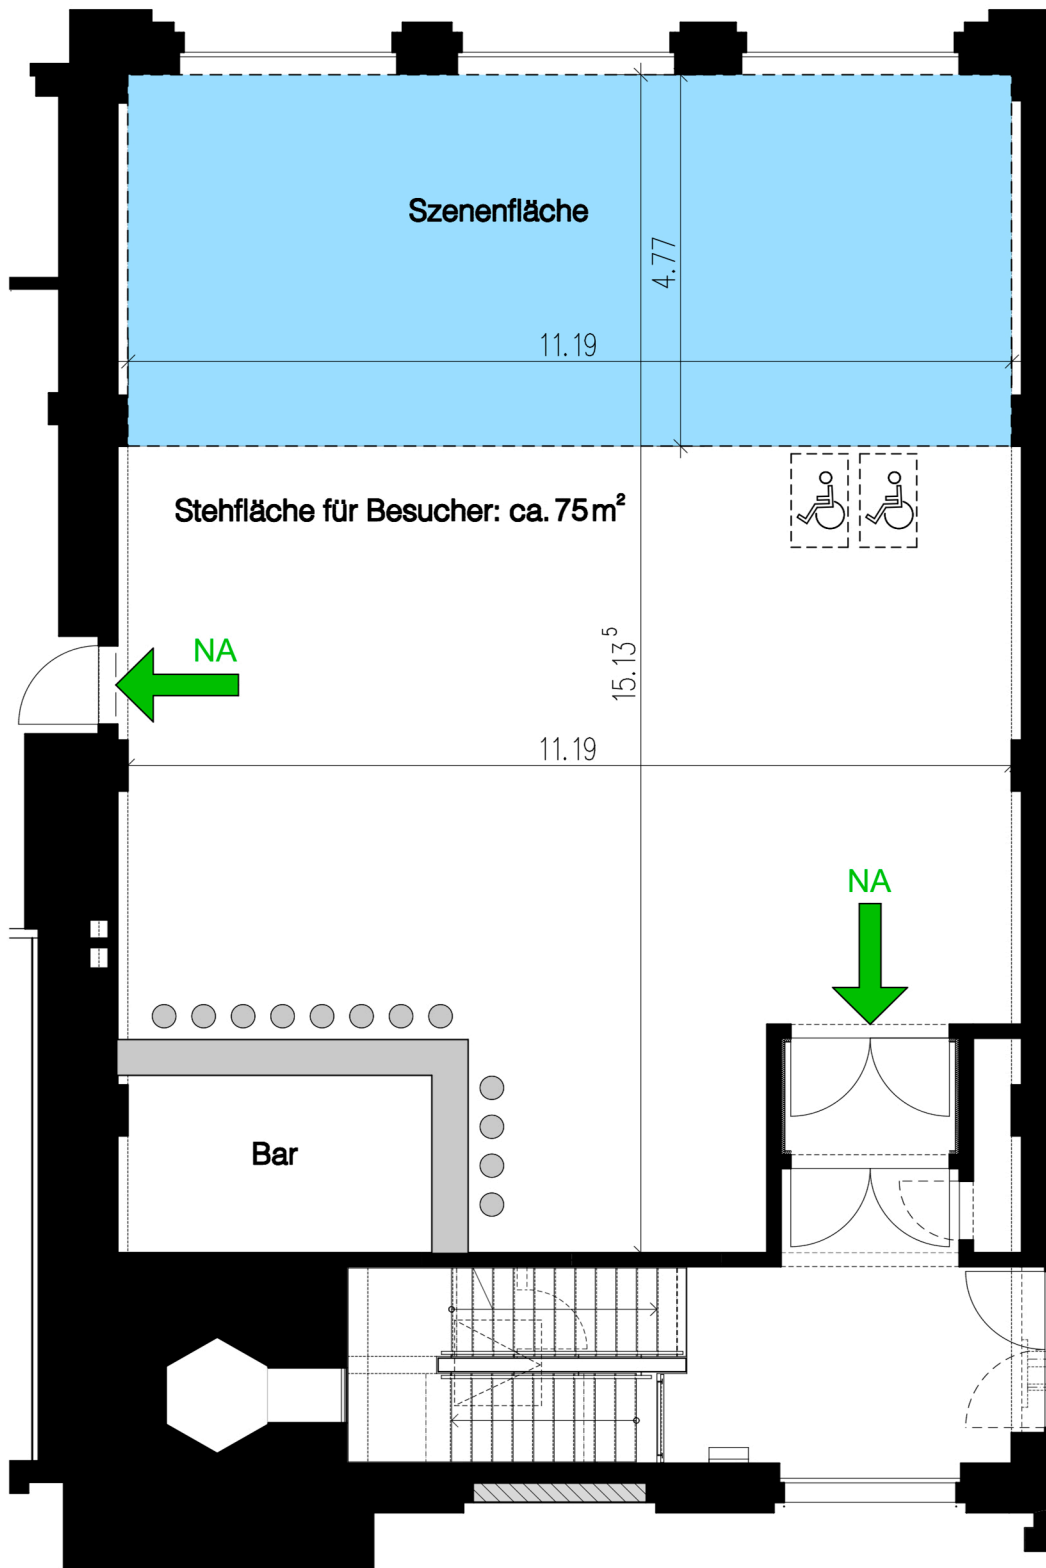 Szenenfläche
4.77
11.19
Stehfläche für Besucher: ca. 75 m²
NA
15.13⁵
11.19
NA
Bar